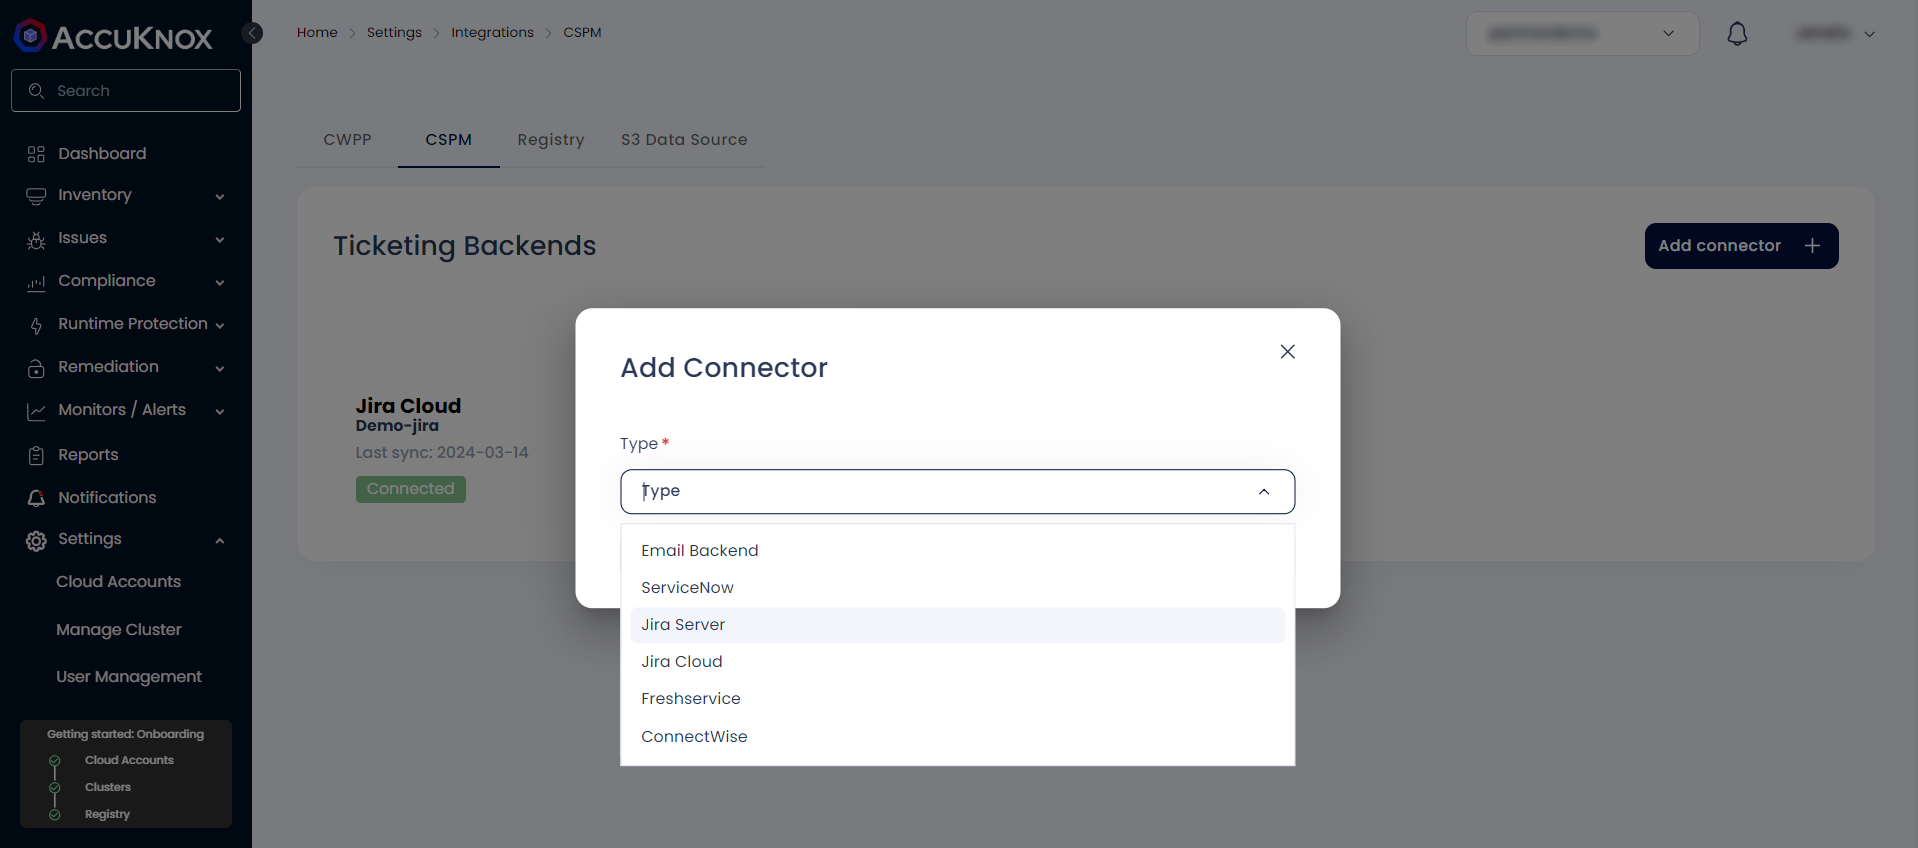 ACCUKNOX
Search
Dashboard
Inventory
Issues
Compliance
Runtime Protection
Remediation
Monitors / Alerts
Reports
Notifications
Settings
Cloud Accounts
Manage Cluster
User Management
Getting started: Onboarding
Cloud Accounts
Clusters
Registry
Home > Settings > Integrations > CSPM
CWPP CSPM Registry S3 Data Source
Ticketing Backends
Add connector +
Jira Cloud
Demo-jira
Last sync: 2024-03-14
Connected
Add Connector
Type *
Type
Email Backend
ServiceNow
Jira Server
Jira Cloud
Freshservice
ConnectWise